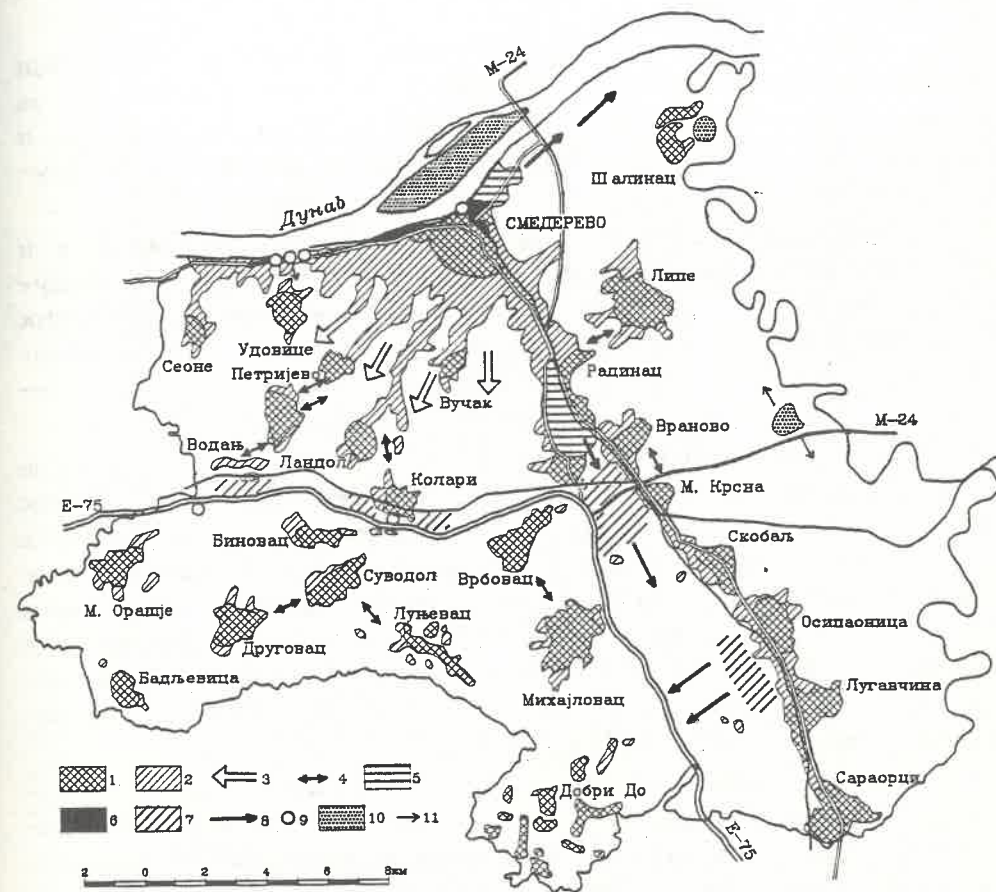 М-24
Шалинац
Дунав
СМЕДЕРЕВО
Липе
Удовице
Сеоне
Петријево
Радинац
Вучак
Враново
М-24
Водањ
Ландол
Колари
М. Крсна
Е-75
Биновац
Скобаљ
Суводол
Врбовац
М. Орашје
Луњевац
Осипаоница
Друговац
Бадљевица
Михајловац
Лугавчина
Сараорци
Добри До
Е-75
1 2 3 4 5
6 7 8 9 10 11
2 0 2 4 6 8км